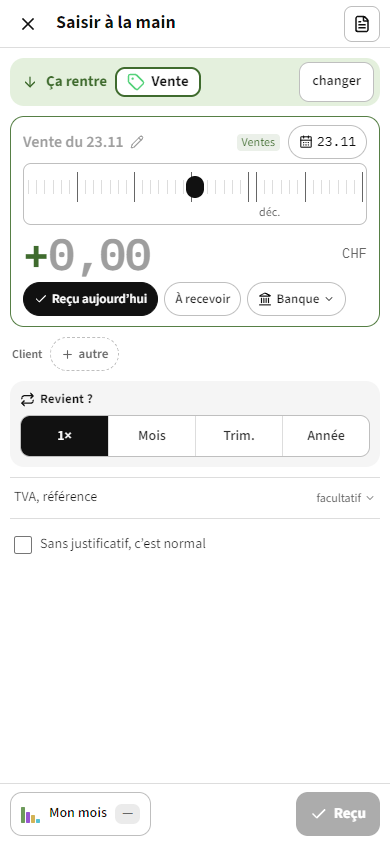 Saisir à la main
Ça rentre
Vente
changer
Vente du 23.11
Ventes
23.11
déc.
+0,00
CHF
Reçu aujourd’hui
À recevoir
Banque
Client
+ autre
Revient ?
1×
Mois
Trim.
Année
TVA, référence
facultatif
Sans justificatif, c’est normal
Mon mois
—
Reçu